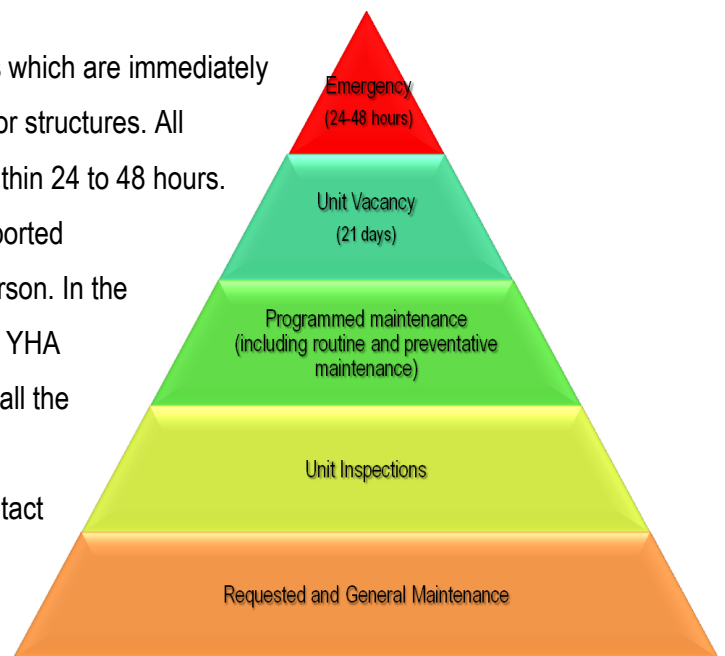 s which are immediately
or structures. All
thin 24 to 48 hours.
ported
rson. In the
YHA
all the
tact
Emergency
(24-48 hours)
Unit Vacancy
(21 days)
Programmed maintenance
(including routine and preventative
maintenance)
Unit Inspections
Requested and General Maintenance